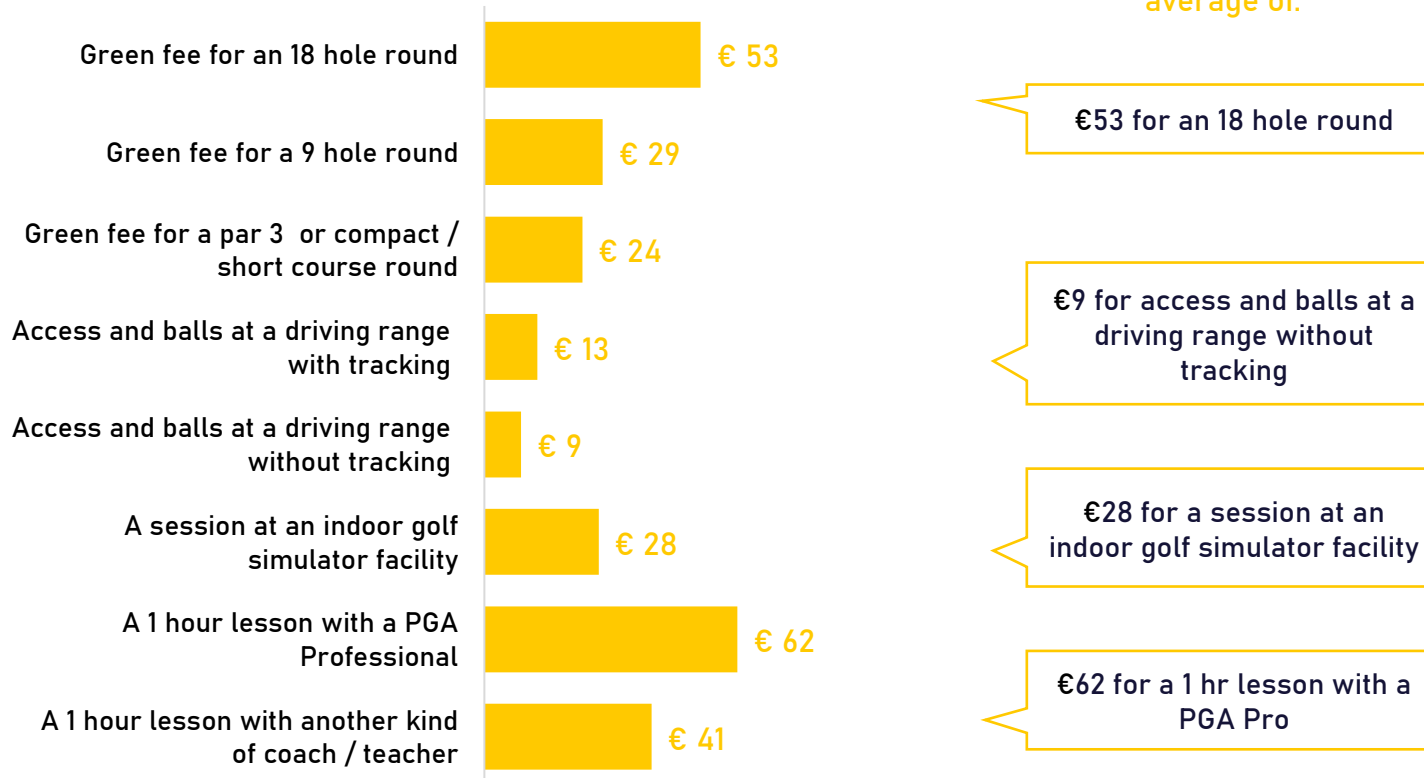 average of:
Green fee for an 18 hole round
€ 53
Green fee for a 9 hole round
€ 29
Green fee for a par 3 or compact /
short course round
€ 24
Access and balls at a driving range
with tracking
€ 13
Access and balls at a driving range
without tracking
€ 9
A session at an indoor golf
simulator facility
€ 28
A 1 hour lesson with a PGA
Professional
€ 62
A 1 hour lesson with another kind
of coach / teacher
€ 41
€53 for an 18 hole round
€9 for access and balls at a
driving range without
tracking
€28 for a session at an
indoor golf simulator facility
€62 for a 1 hr lesson with a
PGA Pro